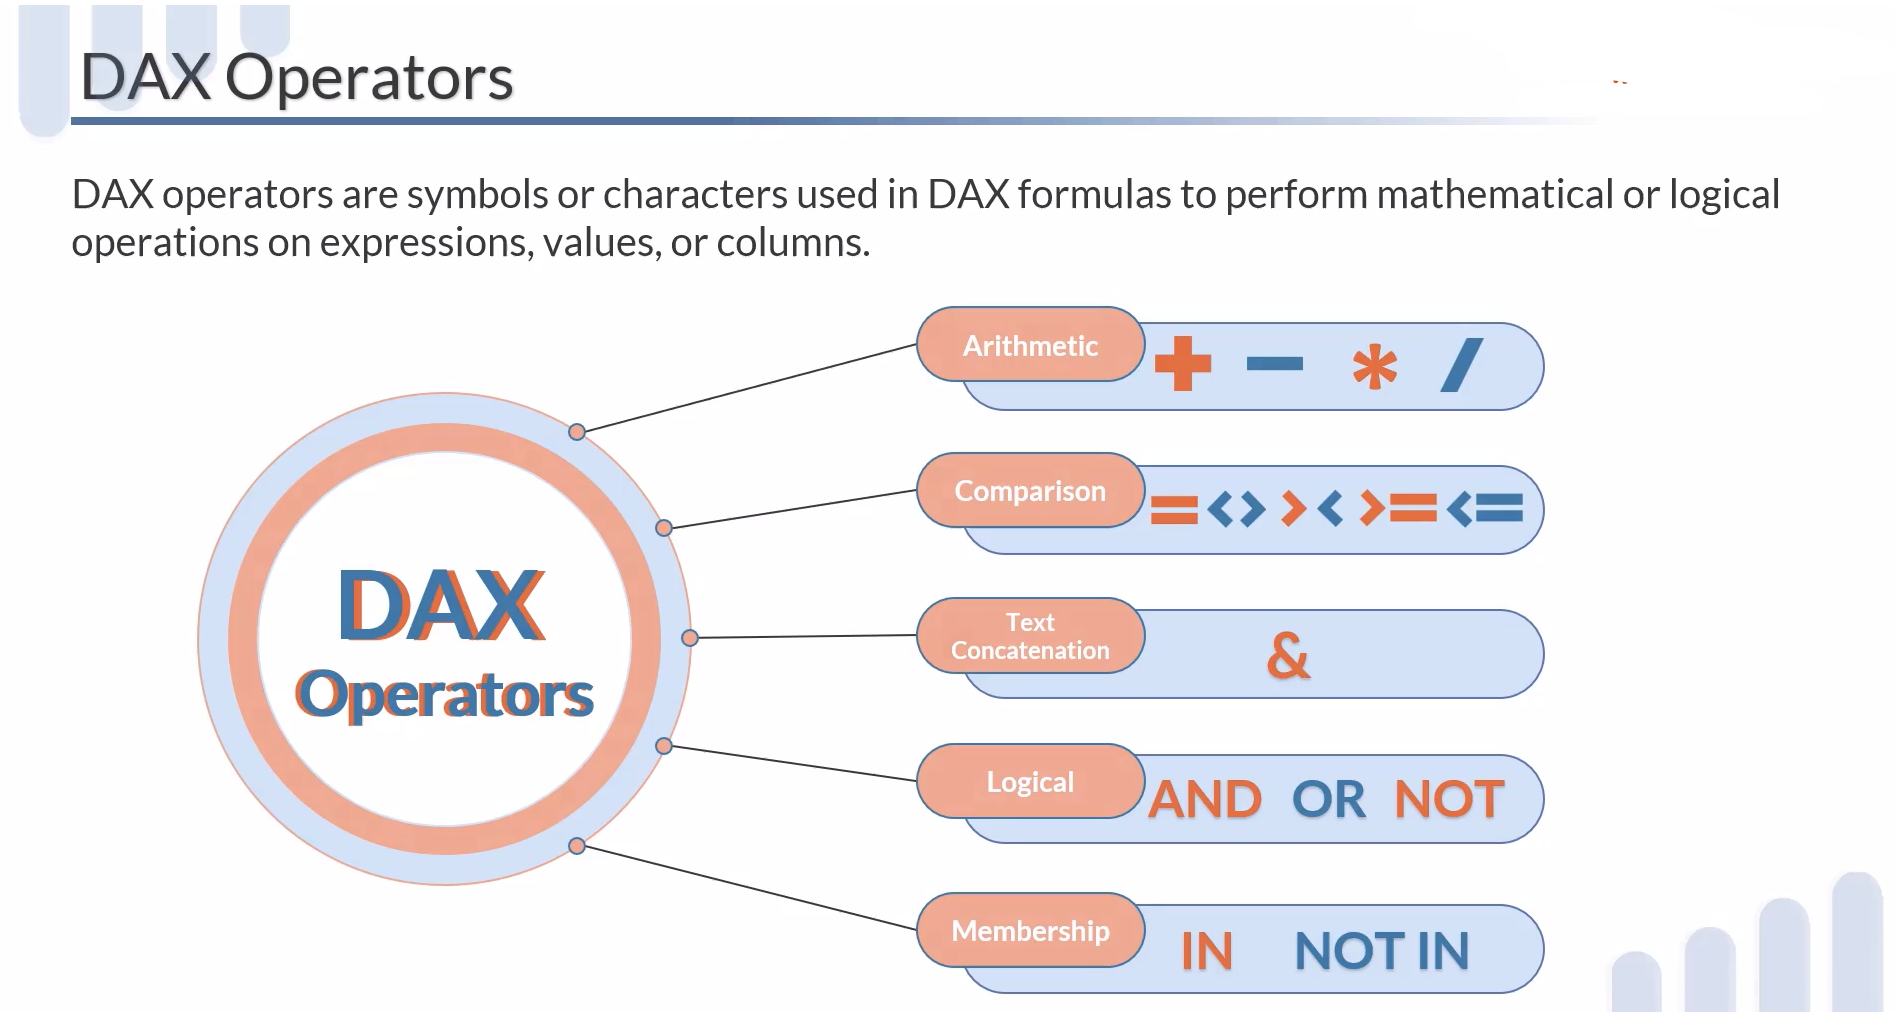 DAX Operators
DAX operators are symbols or characters used in DAX formulas to perform mathematical or logical
operations on expressions, values, or columns.
DAX
Operators
Arithmetic + - * /
Comparison = <> > < >= <=
Text
Concatenation &
Logical AND OR NOT
Membership IN NOT IN